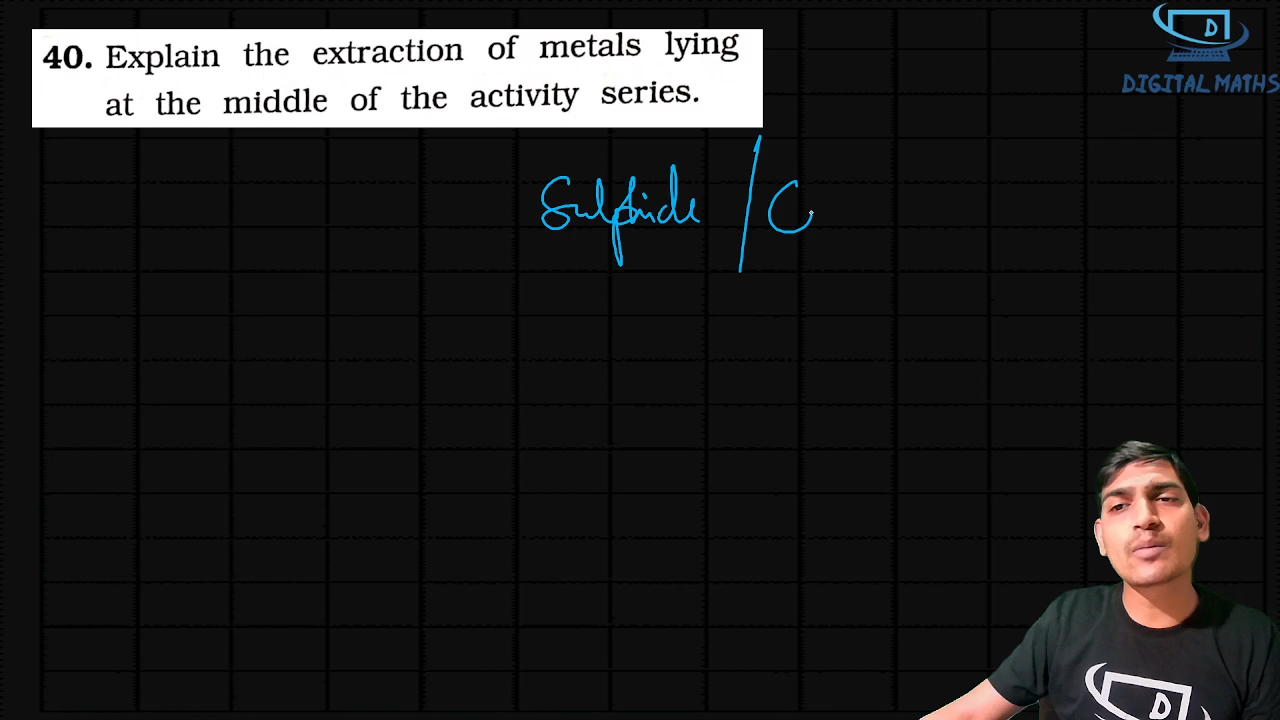 40. Explain the extraction of metals lying
at the middle of the activity series.
D
DIGITAL MATHS
Sulphide / C
D